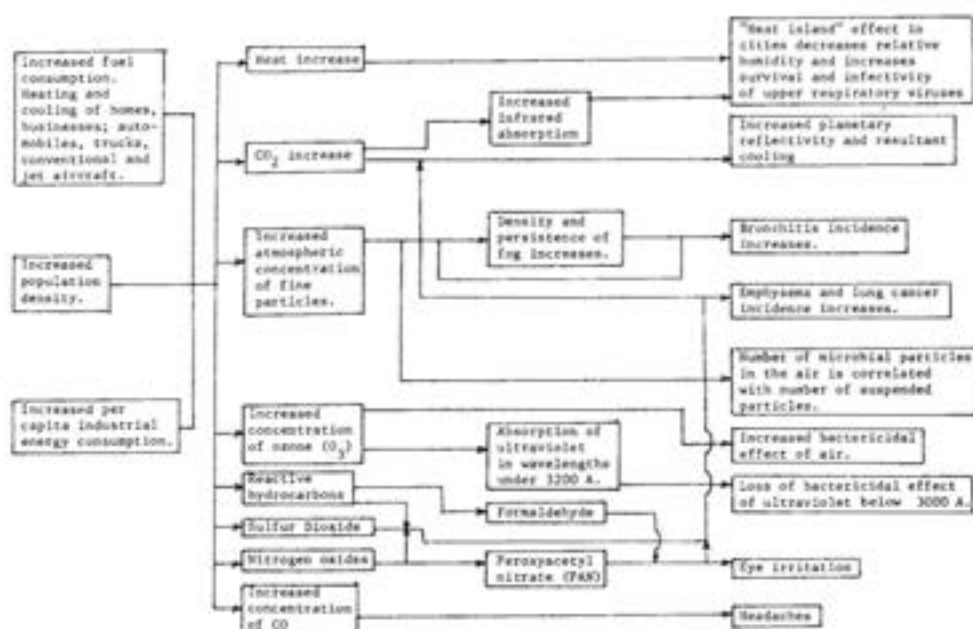 Increased fuel
consumption.
Heating and
cooling of homes,
businesses; auto-
mobiles, trucks,
conventional and
jet aircraft.
Increased
population
density.
Increased per
capita industrial
energy consumption.
Heat increase
CO2 increase
Increased
atmospheric
concentration
of fine
particles.
Increased
concentration
of ozone (O3)
Reactive
hydrocarbons
Sulfur Dioxide
Nitrogen oxides
Increased
concentration
of CO
Increased
infrared
absorption
Density and
persistence of
fog increases.
Absorption of
ultraviolet
in wavelengths
under 3200 A.
Formaldehyde
Peroxyacetyl
nitrate (PAN)
"Heat island" effect in
cities decreases relative
humidity and increases
survival and infectivity
of upper respiratory viruses
Increased planetary
reflectivity and resultant
cooling
Bronchitis incidence
increases.
Emphysema and lung cancer
incidence increases.
Number of microbial particles
in the air is correlated
with number of suspended
particles.
Increased bactericidal
effect of air.
Loss of bactericidal effect
of ultraviolet below 3000 A.
Eye irritation
Headaches